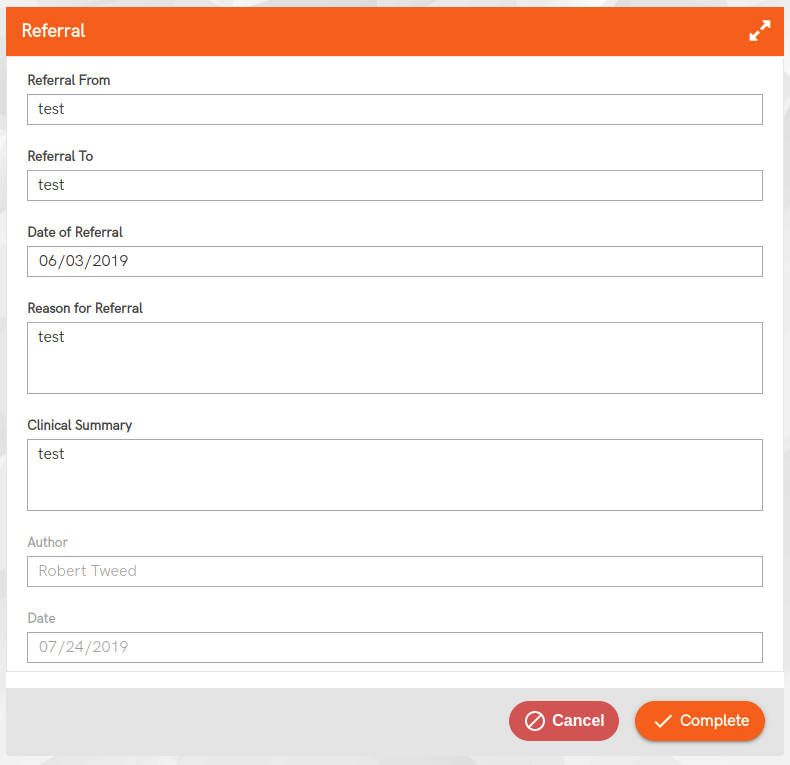 Referral
Referral From
test
Referral To
test
Date of Referral
06/03/2019
Reason for Referral
test
Clinical Summary
test
Author
Robert Tweed
Date
07/24/2019
Cancel
Complete